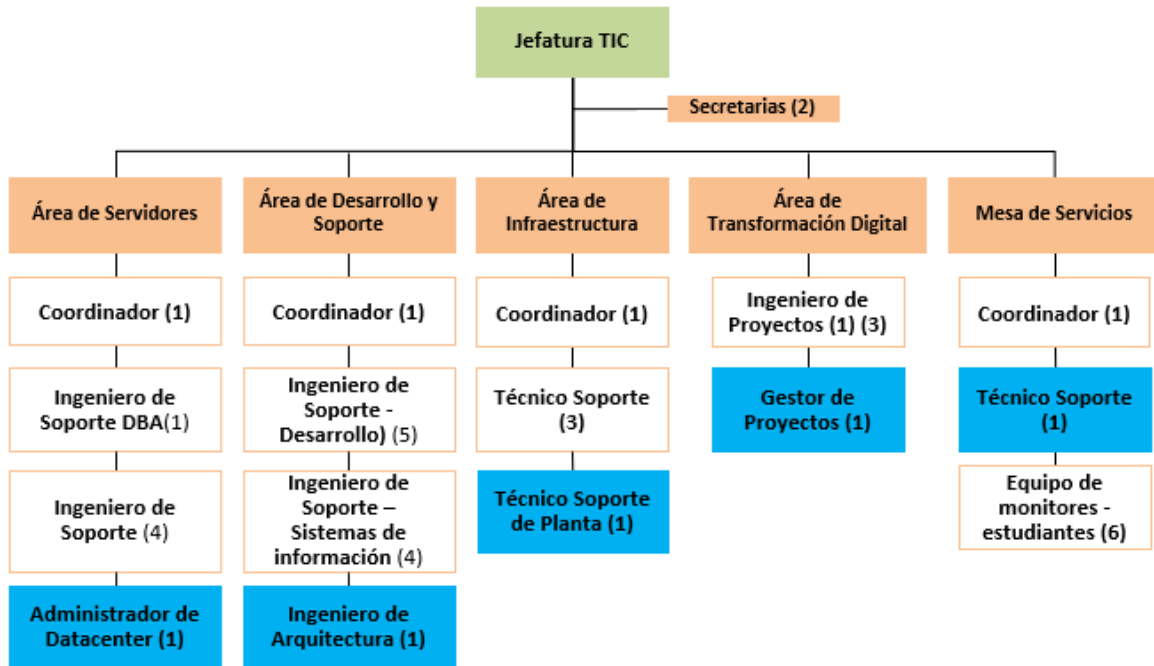 Jefatura TIC
Secretarias (2)
Área de Servidores
Área de Desarrollo y
Soporte
Área de
Infraestructura
Área de
Transformación Digital
Mesa de Servicios
Coordinador (1)
Coordinador (1)
Coordinador (1)
Ingeniero de
Proyectos (1) (3)
Coordinador (1)
Ingeniero de
Soporte DBA(1)
Ingeniero de
Soporte -
Desarrollo) (5)
Técnico Soporte
(3)
Gestor de
Proyectos (1)
Técnico Soporte
(1)
Ingeniero de
Soporte (4)
Ingeniero de
Soporte –
Sistemas de
información (4)
Técnico Soporte
de Planta (1)
Equipo de
monitores -
estudiantes (6)
Administrador de
Datacenter (1)
Ingeniero de
Arquitectura (1)